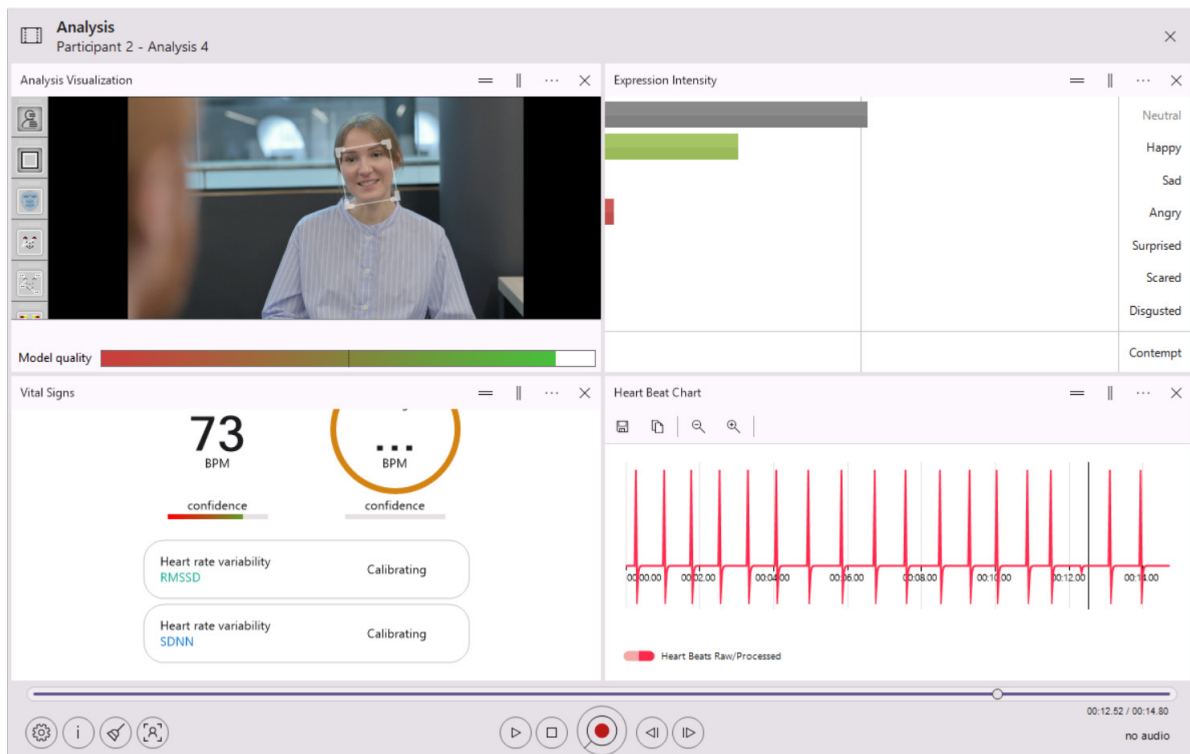 Analysis
Participant 2 - Analysis 4
Analysis Visualization
Model quality
Expression Intensity
Neutral
Happy
Sad
Angry
Surprised
Scared
Disgusted
Contempt
Vital Signs
73
BPM
confidence
...
BPM
confidence
Heart rate variability
RMSSD
Calibrating
Heart rate variability
SDNN
Calibrating
Heart Beat Chart
00:00.00 00:02.00 00:04.00 00:06.00 00:08.00 00:10.00 00:12.00 00:14.00
Heart Beats Raw/Processed
00:12.52 / 00:14.80
no audio